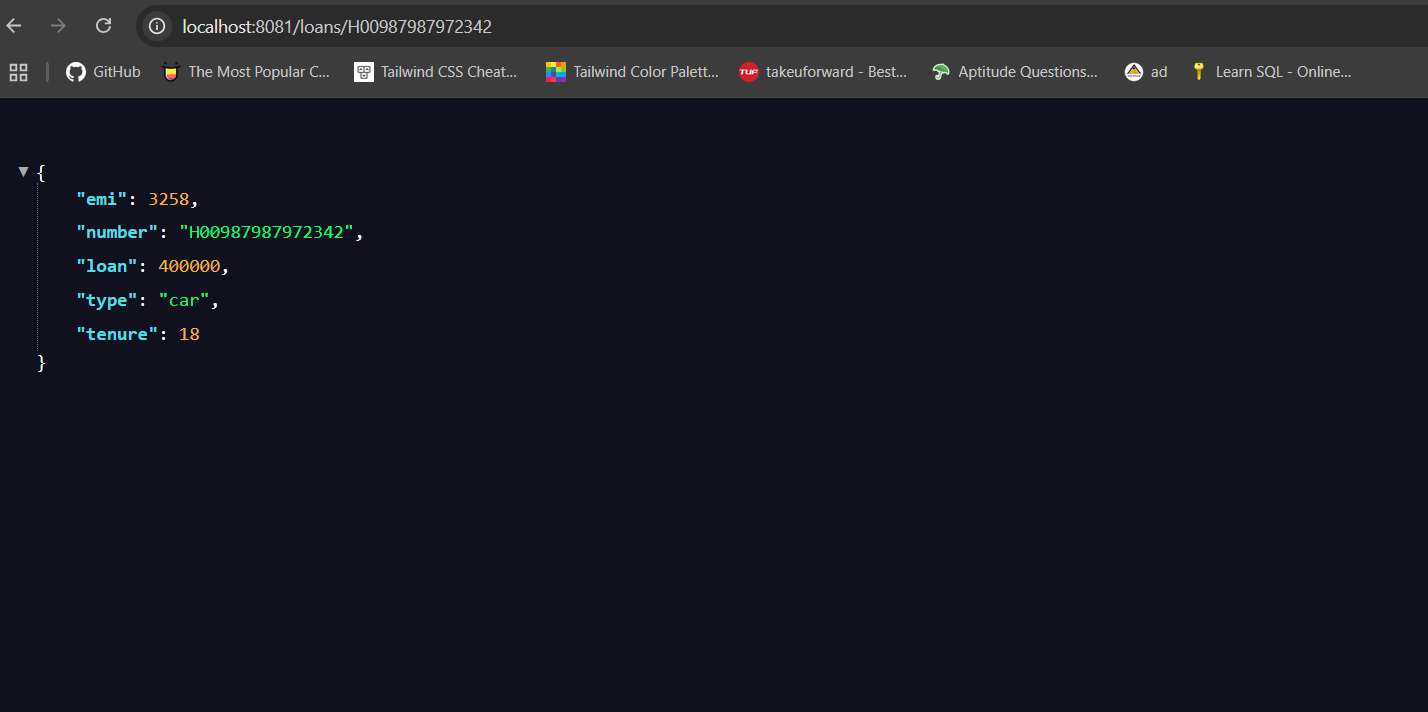 localhost:8081/loans/H00987987972342
GitHub The Most Popular C... Tailwind CSS Cheat... Tailwind Color Palett... TUF takeuforward - Best... Aptitude Questions... ad Learn SQL - Online...
{
"emi": 3258,
"number": "H00987987972342",
"loan": 400000,
"type": "car",
"tenure": 18
}